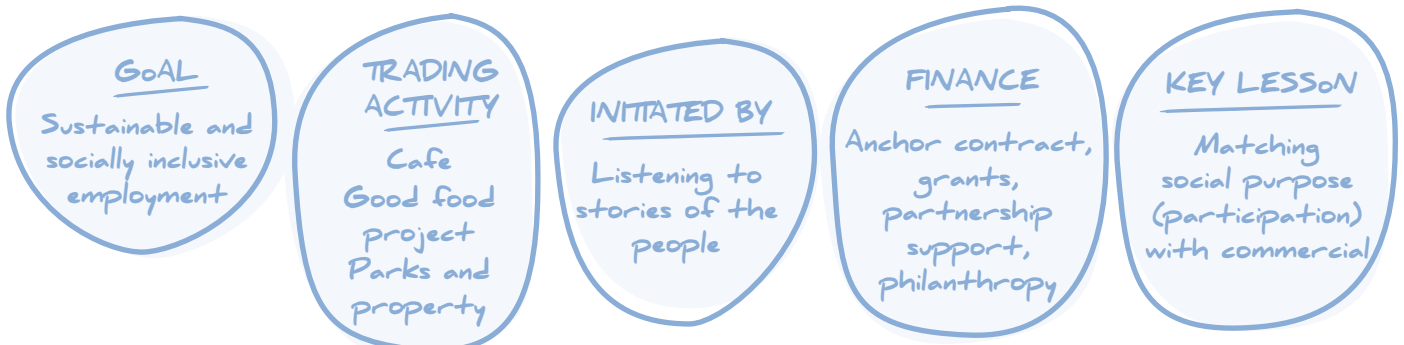 GOAL
Sustainable and
socially inclusive
employment
TRADING
ACTIVITY
Cafe
Good food
project
Parks and
property
INITIATED BY
Listening to
stories of the
people
FINANCE
Anchor contract,
grants,
partnership
support,
philanthropy
KEY LESSON
Matching
social purpose
(participation)
with commercial